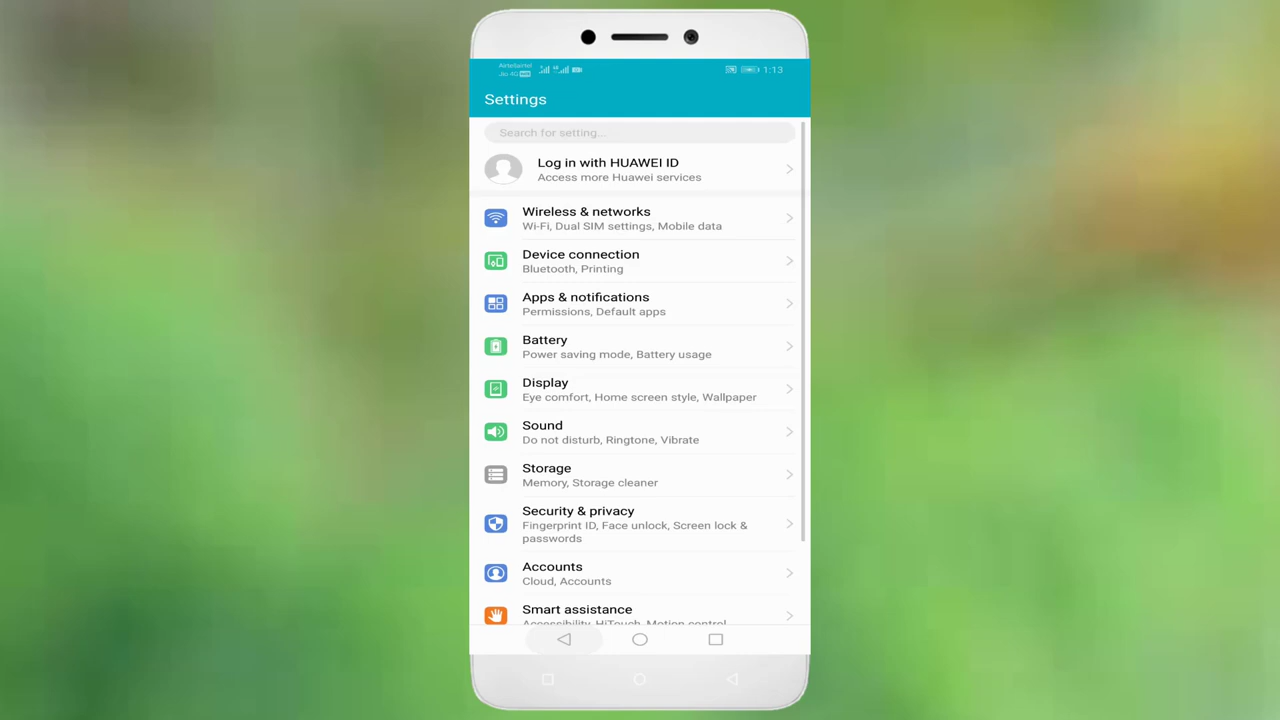 Airtel|airtel
Jio 4G
1:13
Settings
Search for setting...
Log in with HUAWEI ID
Access more Huawei services
Wireless & networks
Wi-Fi, Dual SIM settings, Mobile data
Device connection
Bluetooth, Printing
Apps & notifications
Permissions, Default apps
Battery
Power saving mode, Battery usage
Display
Eye comfort, Home screen style, Wallpaper
Sound
Do not disturb, Ringtone, Vibrate
Storage
Memory, Storage cleaner
Security & privacy
Fingerprint ID, Face unlock, Screen lock &
passwords
Accounts
Cloud, Accounts
Smart assistance
Accessibility, HiTouch, Motion control